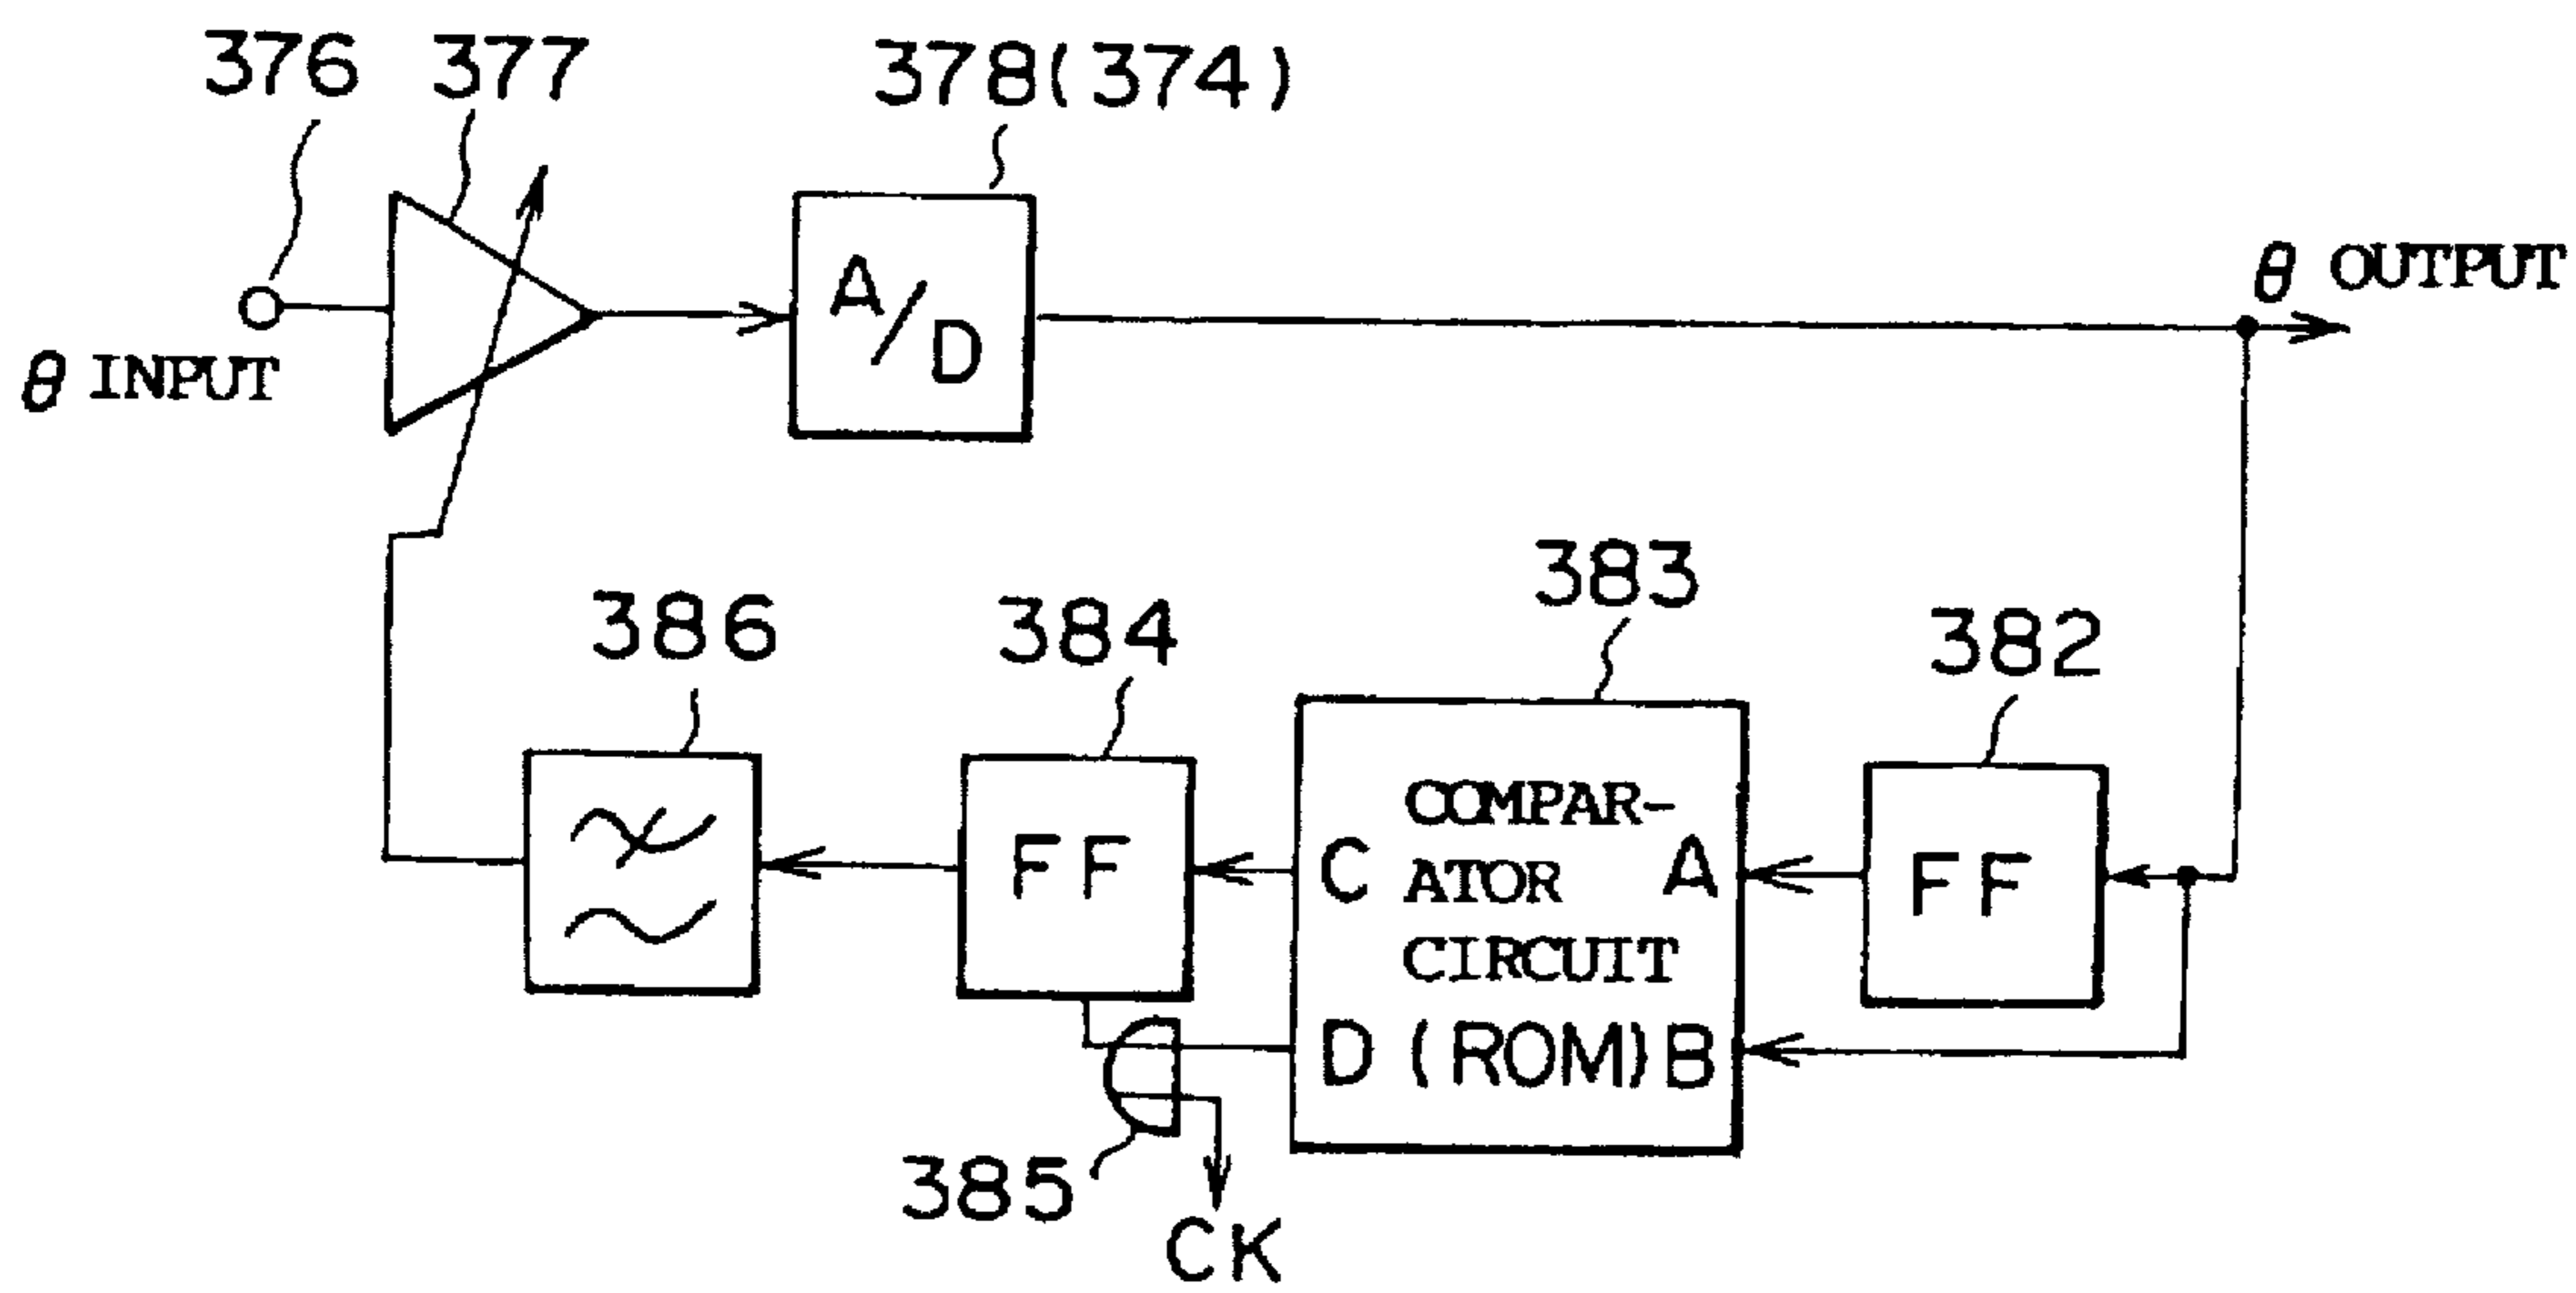 376
377
378(374)
θ INPUT
A/D
θ OUTPUT
386
384
383
382
FF
COMPAR-
C ATOR A
CIRCUIT
D (ROM) B
FF
385
CK